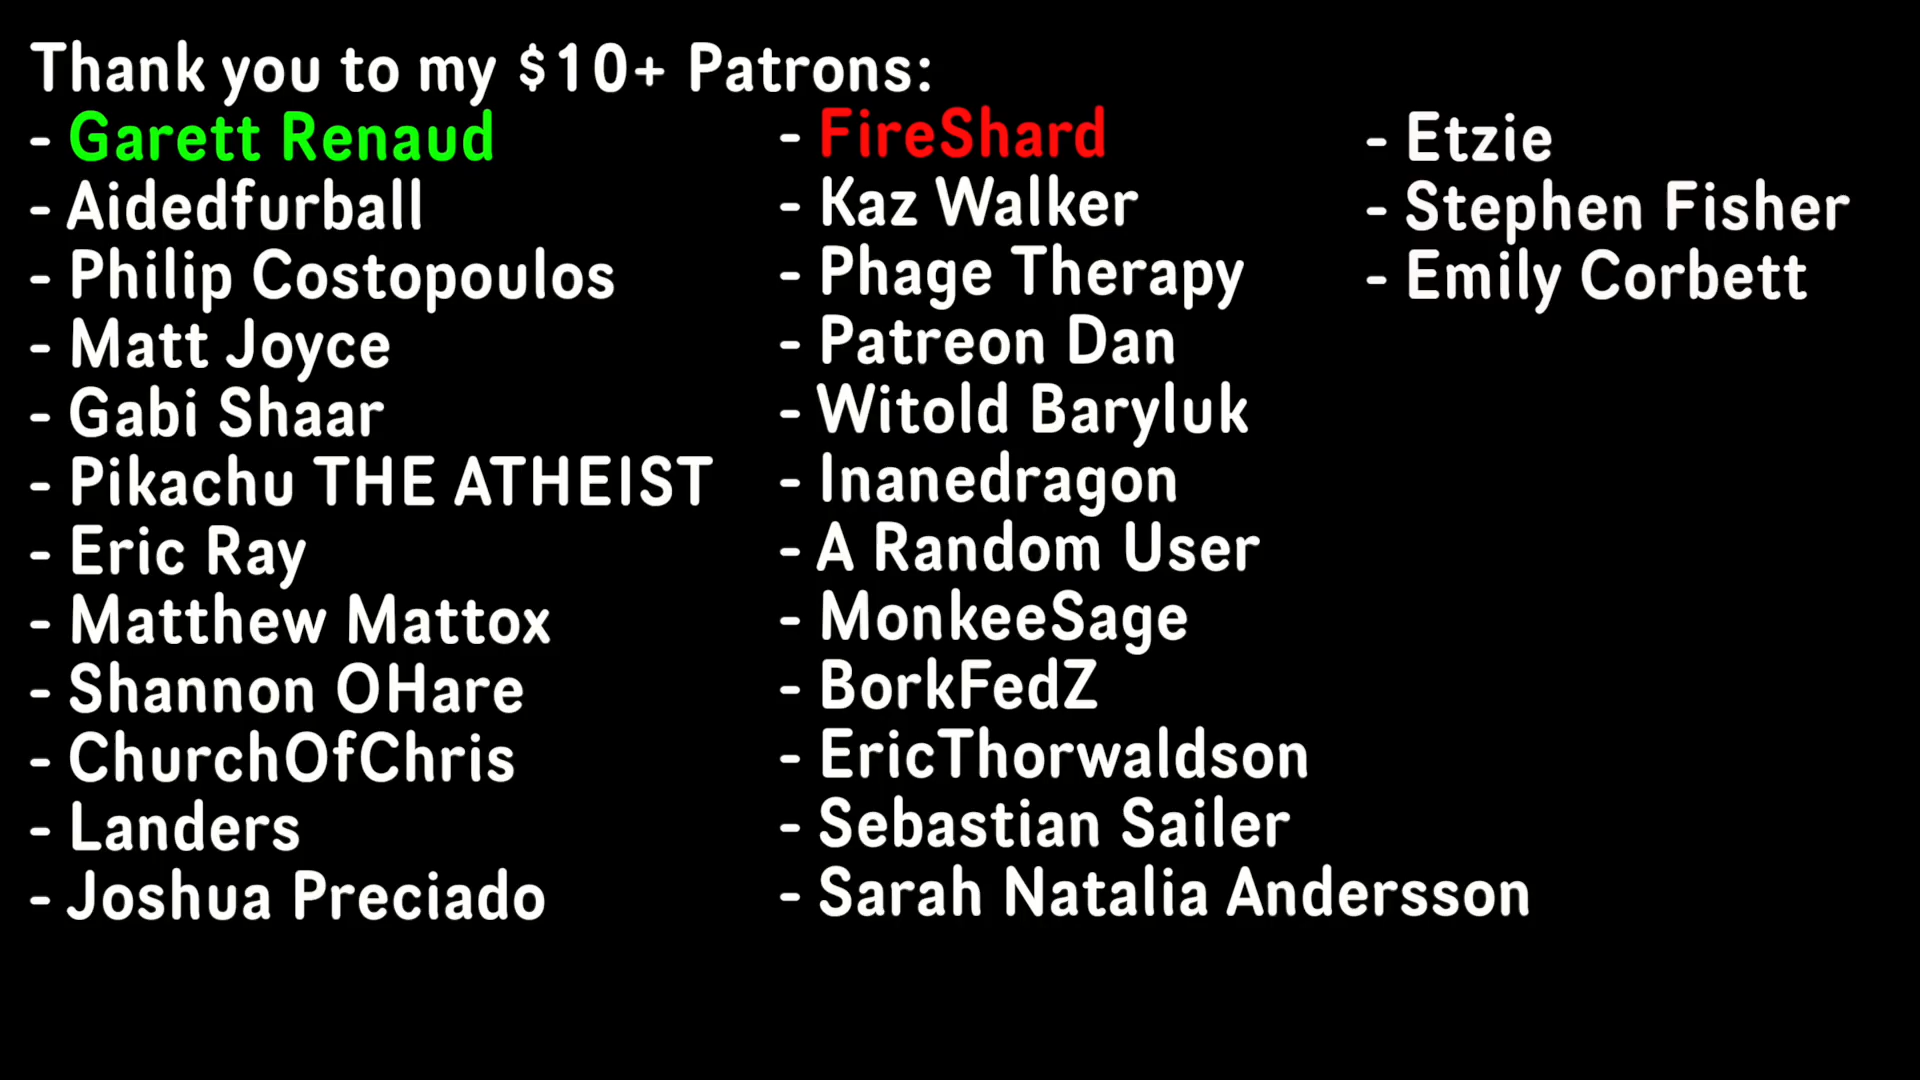 Thank you to my $10+ Patrons:
- Garett Renaud
- Aidedfurball
- Philip Costopoulos
- Matt Joyce
- Gabi Shaar
- Pikachu THE ATHEIST
- Eric Ray
- Matthew Mattox
- Shannon OHare
- ChurchOfChris
- Landers
- Joshua Preciado
- FireShard
- Kaz Walker
- Phage Therapy
- Patreon Dan
- Witold Baryluk
- Inanedragon
- A Random User
- MonkeeSage
- BorkFedZ
- EricThorwaldson
- Sebastian Sailer
- Sarah Natalia Andersson
- Etzie
- Stephen Fisher
- Emily Corbett